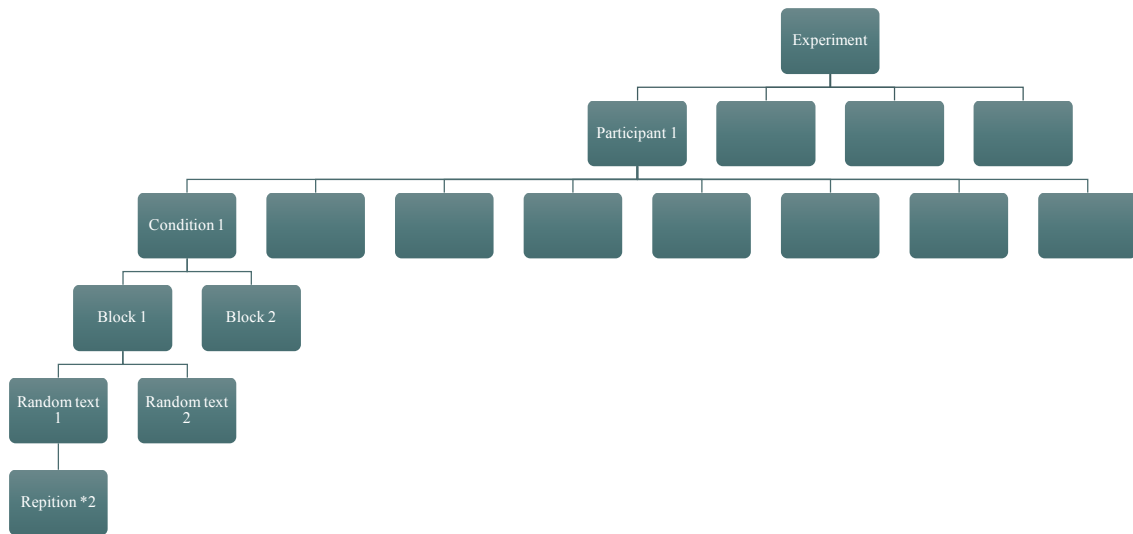 Experiment
Participant 1
Condition 1
Block 1
Block 2
Random text
1
Random text
2
Repition *2